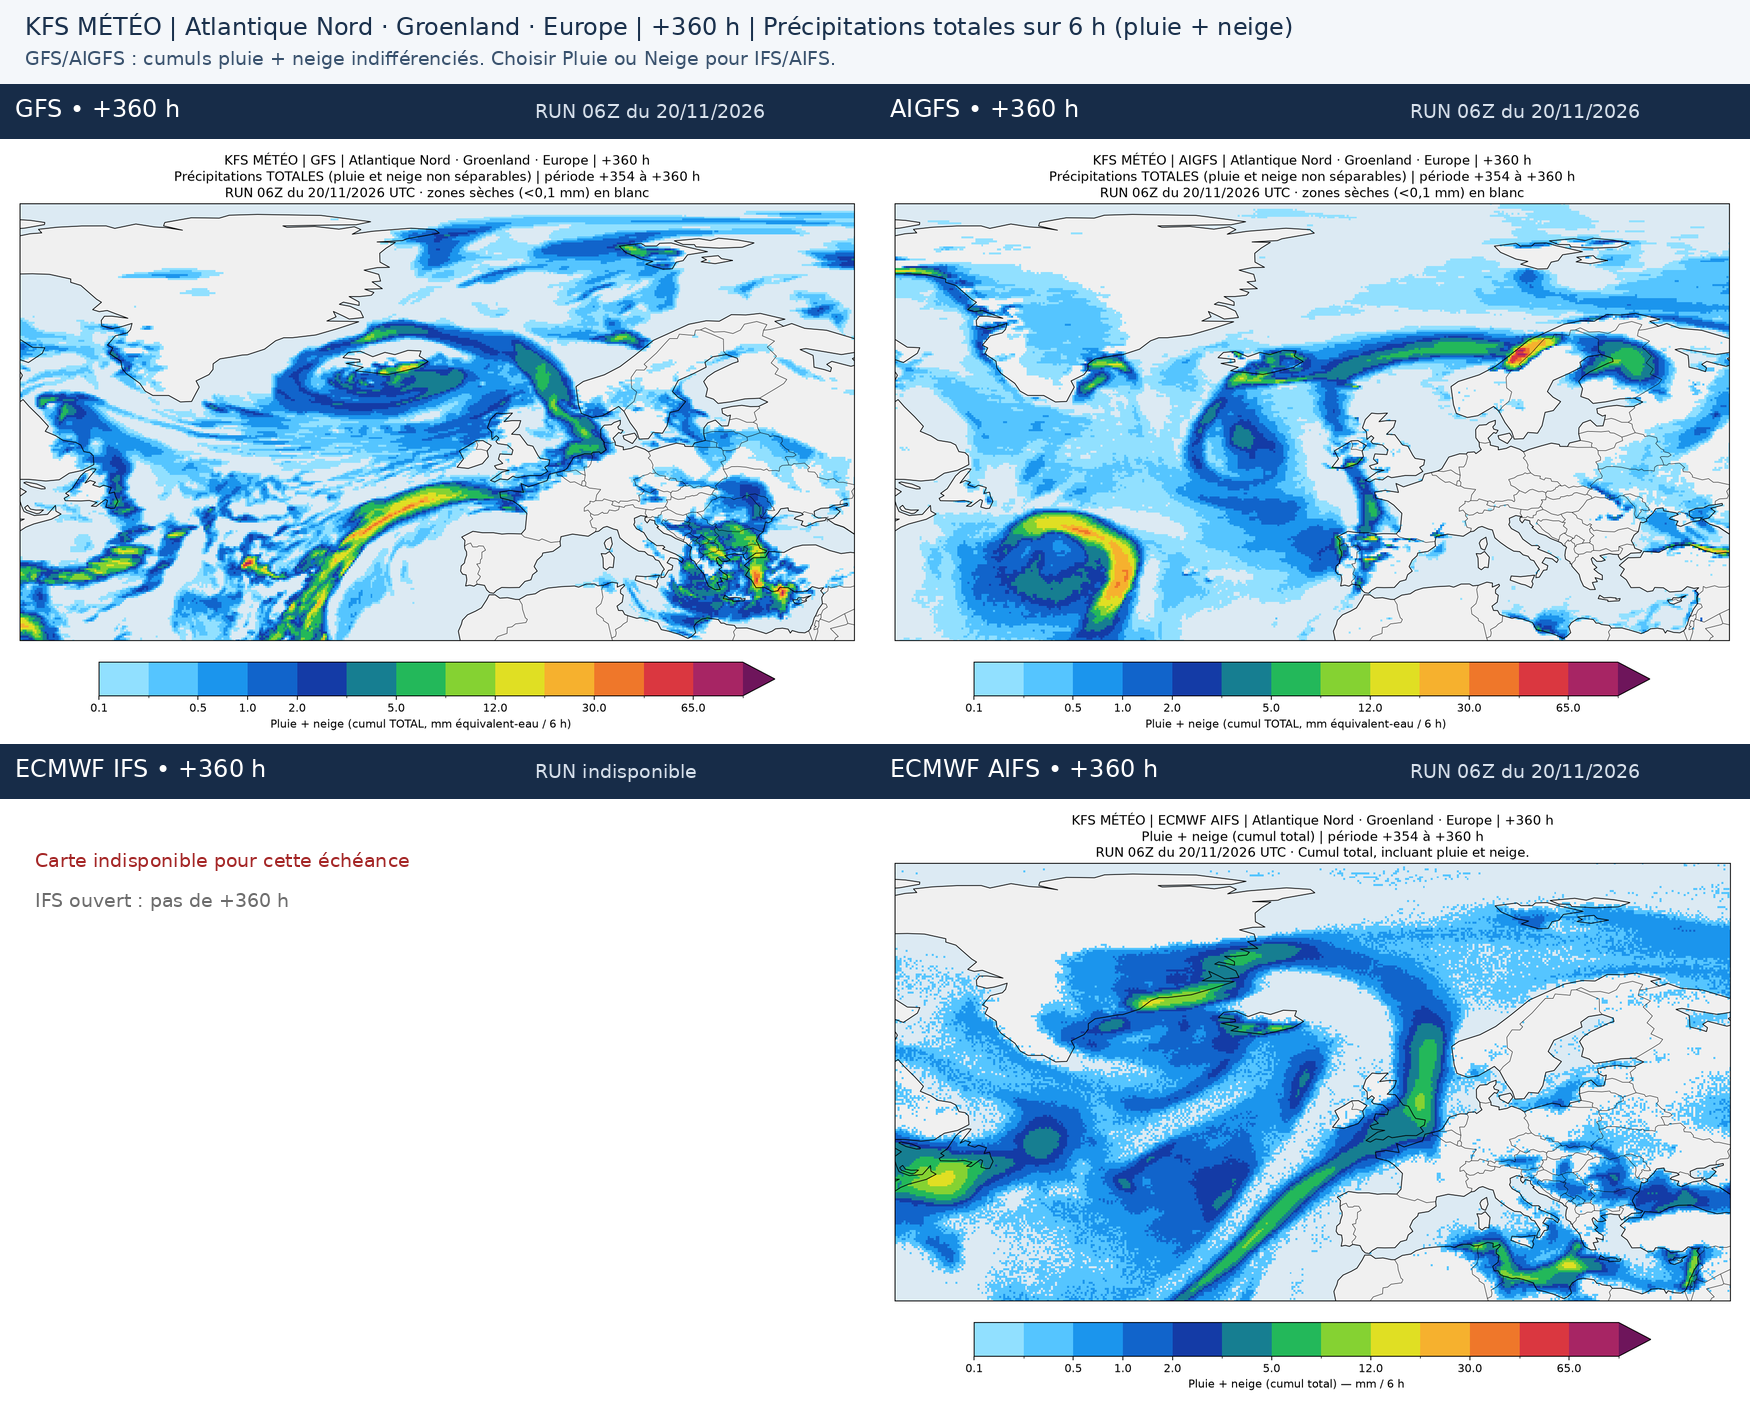 KFS MÉTÉO | Atlantique Nord · Groenland · Europe | +360 h | Précipitations totales sur 6 h (pluie + neige)
GFS/AIGFS : cumuls pluie + neige indifférenciés. Choisir Pluie ou Neige pour IFS/AIFS.
GFS • +360 h
RUN 06Z du 20/11/2026
KFS MÉTÉO | GFS | Atlantique Nord · Groenland · Europe | +360 h
Précipitations TOTALES (pluie et neige non séparables) | période +354 à +360 h
RUN 06Z du 20/11/2026 UTC · zones sèches (<0,1 mm) en blanc
0.1 0.5 1.0 2.0 5.0 12.0 30.0 65.0
Pluie + neige (cumul TOTAL, mm équivalent-eau / 6 h)
AIGFS • +360 h
RUN 06Z du 20/11/2026
KFS MÉTÉO | AIGFS | Atlantique Nord · Groenland · Europe | +360 h
Précipitations TOTALES (pluie et neige non séparables) | période +354 à +360 h
RUN 06Z du 20/11/2026 UTC · zones sèches (<0,1 mm) en blanc
0.1 0.5 1.0 2.0 5.0 12.0 30.0 65.0
Pluie + neige (cumul TOTAL, mm équivalent-eau / 6 h)
ECMWF IFS • +360 h
RUN indisponible
Carte indisponible pour cette échéance
IFS ouvert : pas de +360 h
ECMWF AIFS • +360 h
RUN 06Z du 20/11/2026
KFS MÉTÉO | ECMWF AIFS | Atlantique Nord · Groenland · Europe | +360 h
Pluie + neige (cumul total) | période +354 à +360 h
RUN 06Z du 20/11/2026 UTC · Cumul total, incluant pluie et neige.
0.1 0.5 1.0 2.0 5.0 12.0 30.0 65.0
Pluie + neige (cumul total) — mm / 6 h